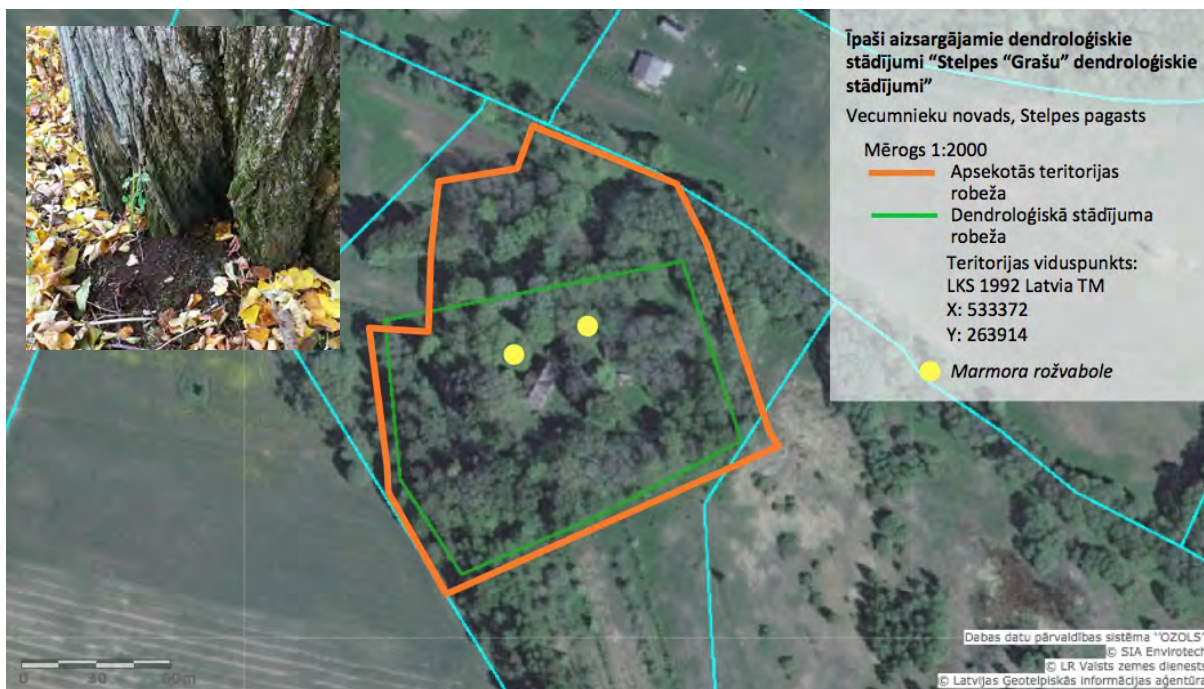 Īpaši aizsargājamie dendroloģiskie
stādījumi “Stelpes “Grašu” dendroloģiskie
stādījumi”
Vecumnieku novads, Stelpes pagasts
Mērogs 1:2000
Apsekotās teritorijas
robeža
Dendroloģiskā stādījuma
robeža
Teritorijas viduspunkts:
LKS 1992 Latvia TM
X: 533372
Y: 263914
Marmora rožvabole
Dabas datu pārvaldības sistēma "OZOLS"
© SIA Envirotech
© LR Valsts zemes dienests
© Latvijas Ģeotelpiskās informācijas aģentūra
0 30 60m